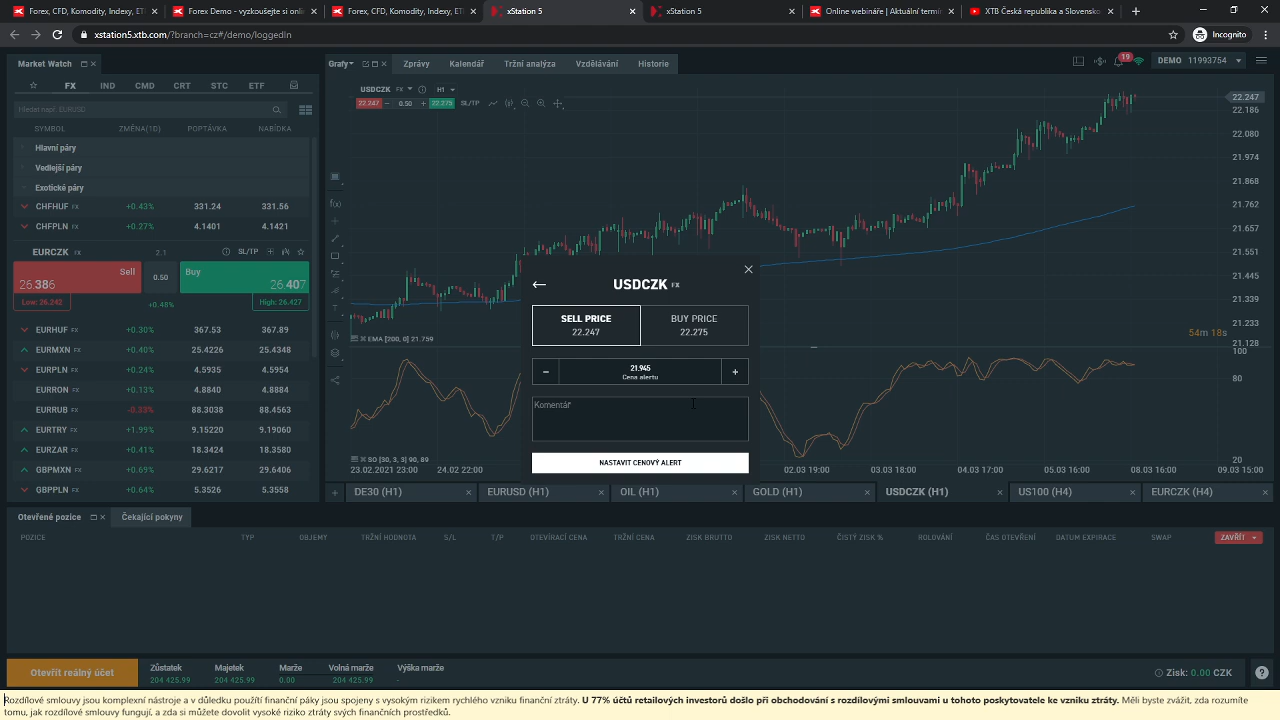 Forex, CFD, Komodity, Indexy, ET
Forex Demo - vyzkoušejte si onli
Forex, CFD, Komodity, Indexy, ET
xStation 5
xStation 5
Online webináře | Aktuální termín
XTB Česká republika a Slovensko
xstation5.xtb.com/?branch=cz#/demo/loggedIn
Incognito
Market Watch
Grafy
Zprávy
Kalendář
Tržní analýza
Vzdělávání
Historie
19
DEMO 11993754
FX IND CMD CRT STC ETF
Hledat např. EURUSD
SYMBOL ZMĚNA(1D) POPTÁVKA NABÍDKA
Hlavní páry
Vedlejší páry
Exotické páry
CHFHUF FX +0.43% 331.24 331.56
CHFPLN FX +0.27% 4.1401 4.1421
EURCZK FX 2.1 SL/TP
Sell 26.386
0.50
Buy 26.407
Low: 26.242
+0.48%
High: 26.427
EURHUF FX +0.30% 367.53 367.89
EURMXN FX +0.40% 25.4226 25.4348
EURPLN FX +0.24% 4.5935 4.5954
EURRON FX +0.13% 4.8840 4.8884
EURRUB FX -0.33% 88.3038 88.4563
EURTRY FX +1.99% 9.15220 9.19060
EURZAR FX +0.41% 18.3424 18.3580
GBPMXN FX +0.69% 29.6217 29.6406
GBPPLN FX +0.64% 5.3526 5.3558
USDCZK FX H1
22.247 − 0.50 + 22.275 SL/TP
22.247
22.186
22.080
21.974
21.868
21.762
21.657
21.551
21.445
21.339
21.233
21.128
54m 18s
EMA [200, 0] 21.759
100
80
20
SO [30, 3, 3] 90, 89
23.02.2021 23:00 24.02 22:00 02.03 19:00 03.03 18:00 04.03 17:00 05.03 16:00 08.03 16:00 09.03 15:00
USDCZK FX
SELL PRICE
22.247
BUY PRICE
22.275
21.945
Cena alertu
Komentář
NASTAVIT CENOVÝ ALERT
DE30 (H1) EURUSD (H1) OIL (H1) GOLD (H1) USDCZK (H1) US100 (H4) EURCZK (H4)
Otevřené pozice
Čekající pokyny
POZICE TYP OBJEMY TRŽNÍ HODNOTA S/L T/P OTEVÍRACÍ CENA TRŽNÍ CENA ZISK BRUTTO ZISK NETTO ČISTÝ ZISK % ROLOVÁNÍ ČAS OTEVŘENÍ DATUM EXPIRACE SWAP ZAVŘÍT
Otevřít reálný účet
Zůstatek Majetek Marže Volná marže Výška marže
204 425.99 204 425.99 0.00 204 425.99 -
Zisk: 0.00 CZK
Rozdílové smlouvy jsou komplexní nástroje a v důsledku použití finanční páky jsou spojeny s vysokým rizikem rychlého vzniku finanční ztráty. U 77% účtů retailových investorů došlo při obchodování s rozdílovými smlouvami u tohoto poskytovatele ke vzniku ztráty. Měli byste zvážit, zda rozumíte
tomu, jak rozdílové smlouvy fungují, a zda si můžete dovolit vysoké riziko ztráty svých finančních prostředků.